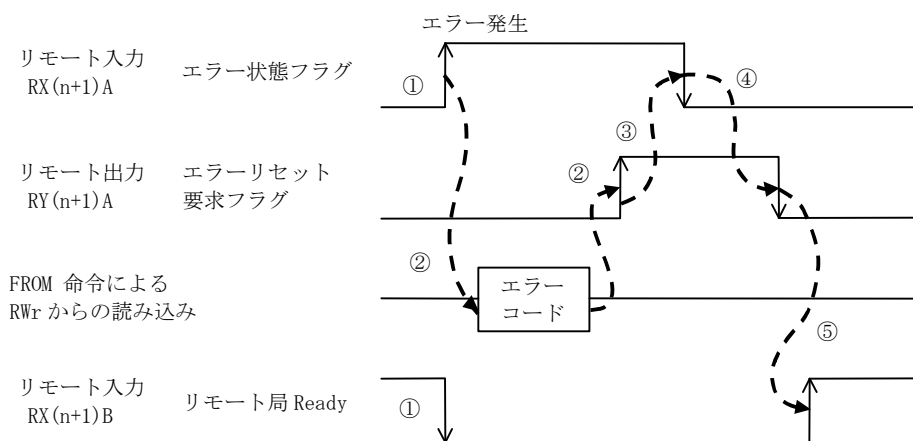 エラー発生
リモート入力
RX(n+1)A
エラー状態フラグ
①
④
③
リモート出力
RY(n+1)A
エラーリセット
要求フラグ
②
②
FROM 命令による
RWr からの読み込み
エラー
コード
⑤
リモート入力
RX(n+1)B
リモート局 Ready
①